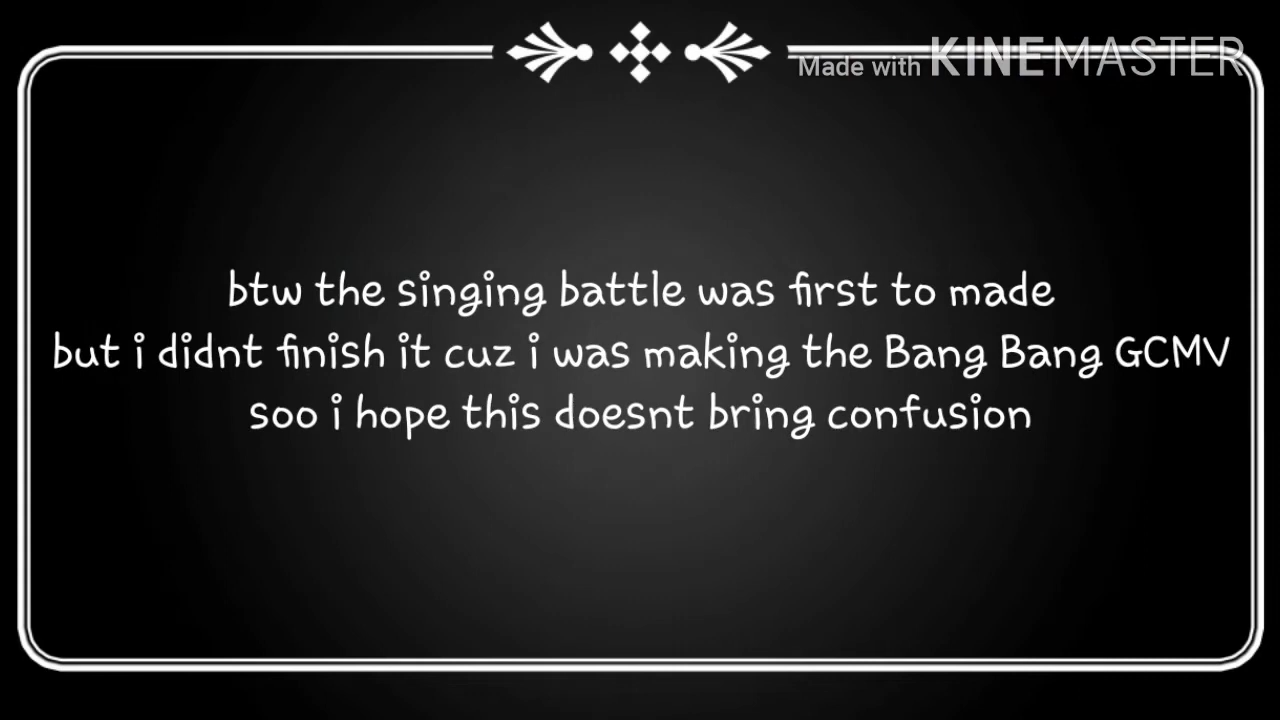 Made with KINEMASTER
btw the singing battle was first to made
but i didnt finish it cuz i was making the Bang Bang GCMV
soo i hope this doesnt bring confusion